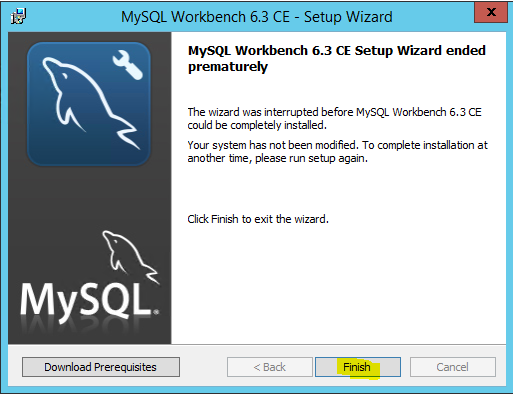 MySQL Workbench 6.3 CE - Setup Wizard
x
MySQL Workbench 6.3 CE Setup Wizard ended
prematurely
The wizard was interrupted before MySQL Workbench 6.3 CE
could be completely installed.
Your system has not been modified. To complete installation at
another time, please run setup again.
Click Finish to exit the wizard.
MySQL.
Download Prerequisites
< Back
Finish
Cancel